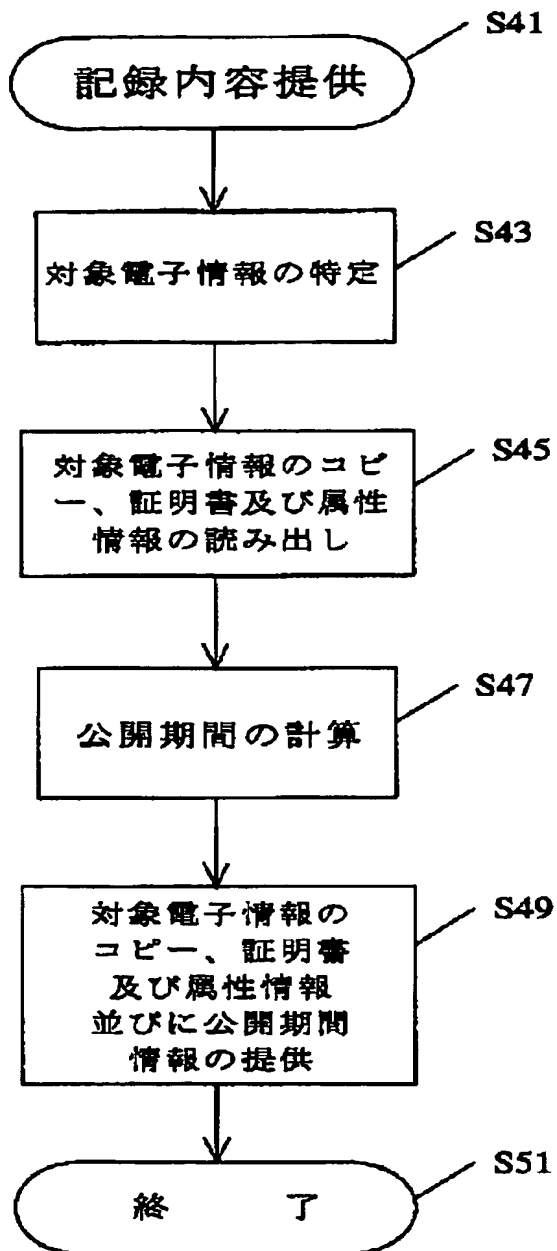 S41
記録内容提供
S43
対象電子情報の特定
S45
対象電子情報のコピ
ー、証明書及び属性
情報の読み出し
S47
公開期間の計算
S49
対象電子情報の
コピー、証明書
及び属性情報
並びに公開期間
情報の提供
S51
終 了